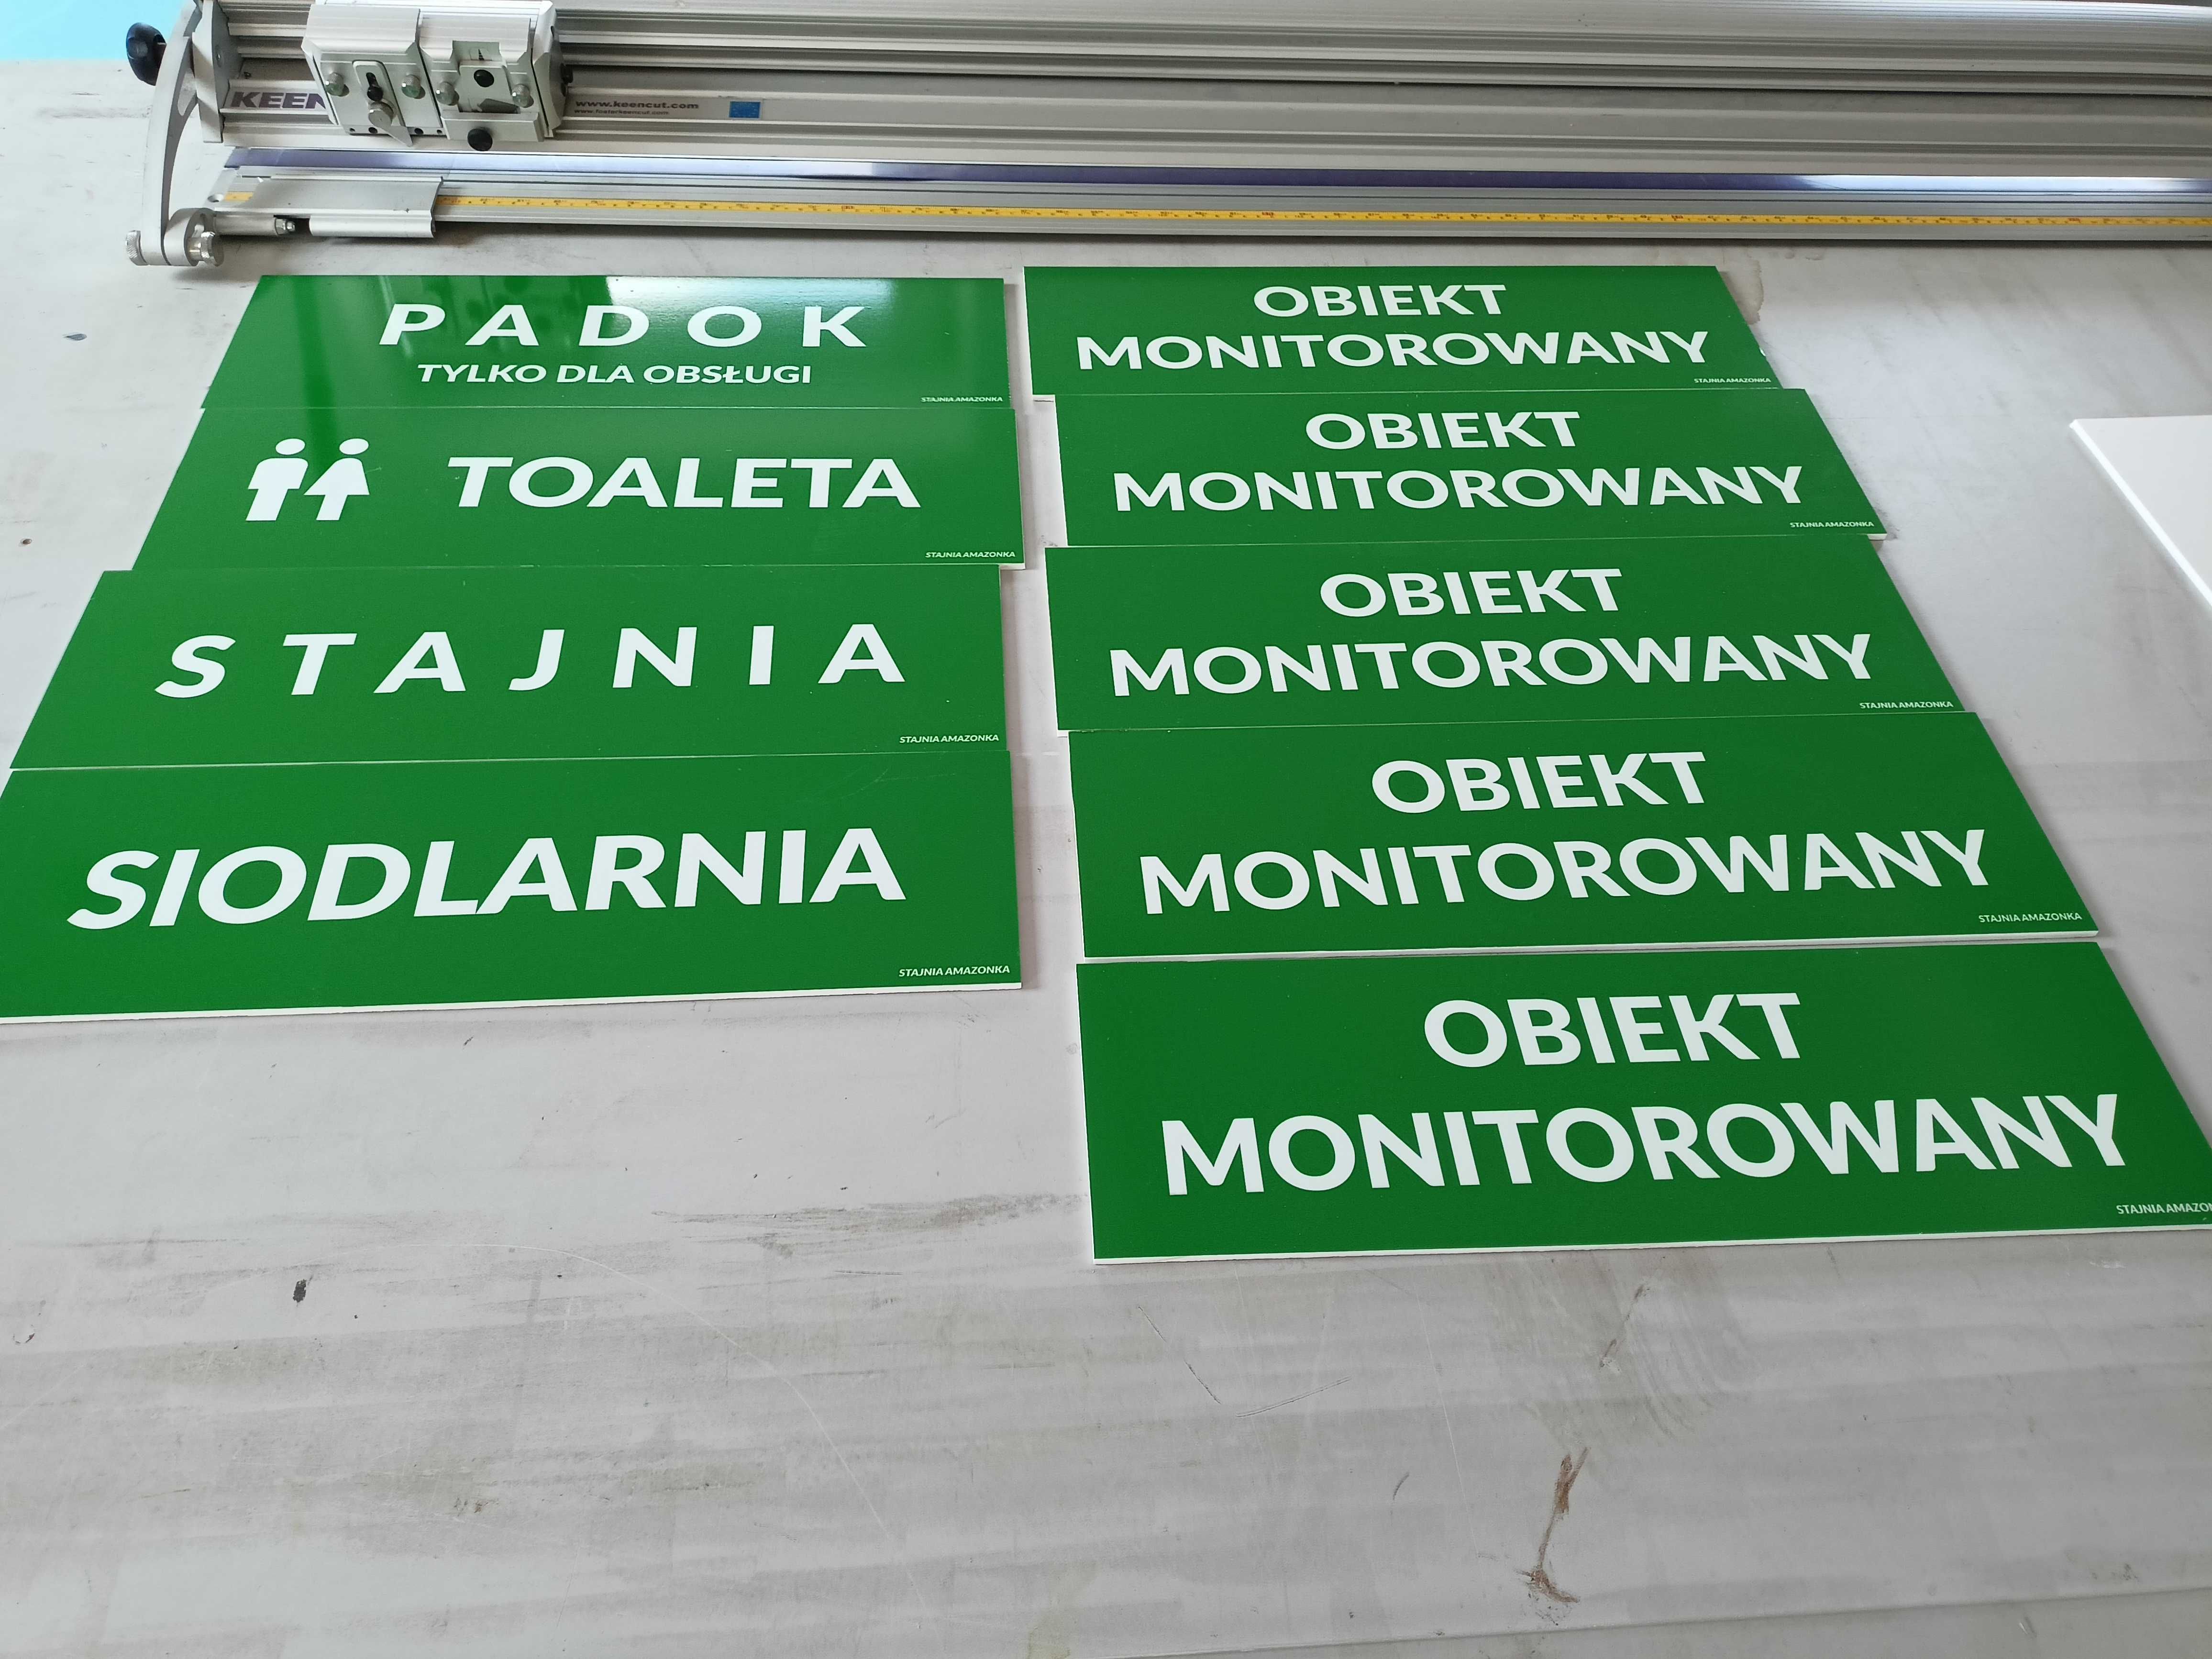 KEEN
www.keencut.com
PADOK
TYLKO DLA OBSŁUGI
STAJNIA AMAZONKA
TOALETA
STAJNIA AMAZONKA
STAJNIA
STAJNIA AMAZONKA
SIODLARNIA
STAJNIA AMAZONKA
OBIEKT
MONITOROWANY
STAJNIA AMAZONKA
OBIEKT
MONITOROWANY
STAJNIA AMAZONKA
OBIEKT
MONITOROWANY
STAJNIA AMAZONKA
OBIEKT
MONITOROWANY
STAJNIA AMAZONKA
OBIEKT
MONITOROWANY
STAJNIA AMAZO